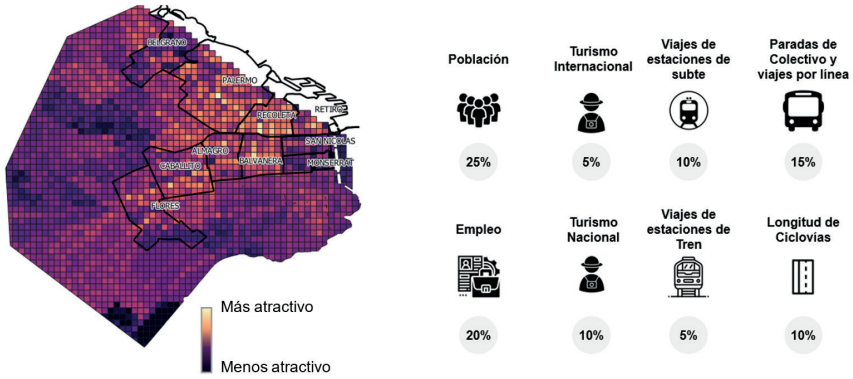 BELGRANO
PALERMO
RECOLETA
RETIRO
SAN NICOLAS
ALMAGRO
BALVANERA
MONSERRAT
CABALLITO
FLORES
Más atractivo
Menos atractivo
Población
25%
Turismo
Internacional
5%
Viajes de
estaciones de
subte
10%
Paradas de
Colectivo y
viajes por línea
15%
Empleo
20%
Turismo
Nacional
10%
Viajes de
estaciones de
Tren
5%
Longitud de
Ciclovías
10%